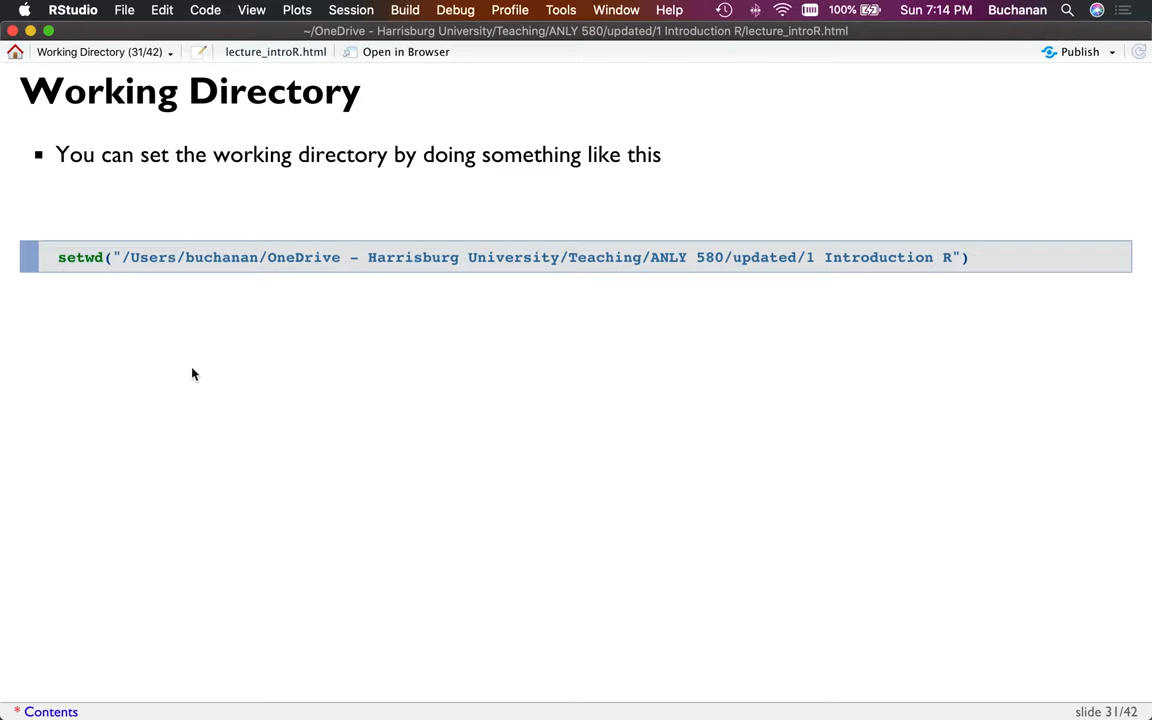 RStudio File Edit Code View Plots Session Build Debug Profile Tools Window Help 100% Sun 7:14 PM Buchanan
~/OneDrive - Harrisburg University/Teaching/ANLY 580/updated/1 Introduction R/lecture_introR.html
Working Directory (31/42) lecture_introR.html Open in Browser Publish
Working Directory
▪ You can set the working directory by doing something like this
setwd("/Users/buchanan/OneDrive - Harrisburg University/Teaching/ANLY 580/updated/1 Introduction R")
* Contents slide 31/42